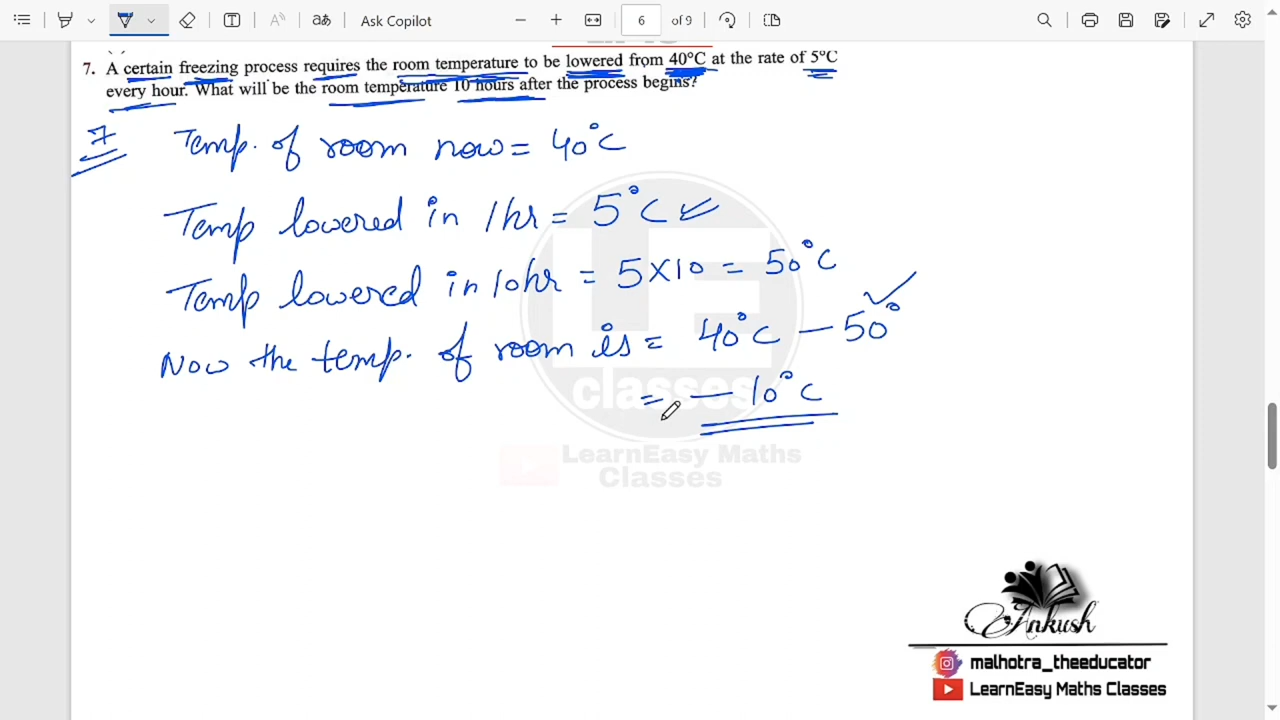 Ask Copilot
6
of 9
7. A certain freezing process requires the room temperature to be lowered from 40°C at the rate of 5°C
every hour. What will be the room temperature 10 hours after the process begins?
7
Temp. of room now = 40°C
Temp lowered in 1hr = 5°C
Temp lowered in 10hr = 5×10 = 50°C
Now the temp. of room is = 40°C – 50°
= – 10°C
classes
LearnEasy Maths
Classes
Ankush
malhotra_theeducator
LearnEasy Maths Classes